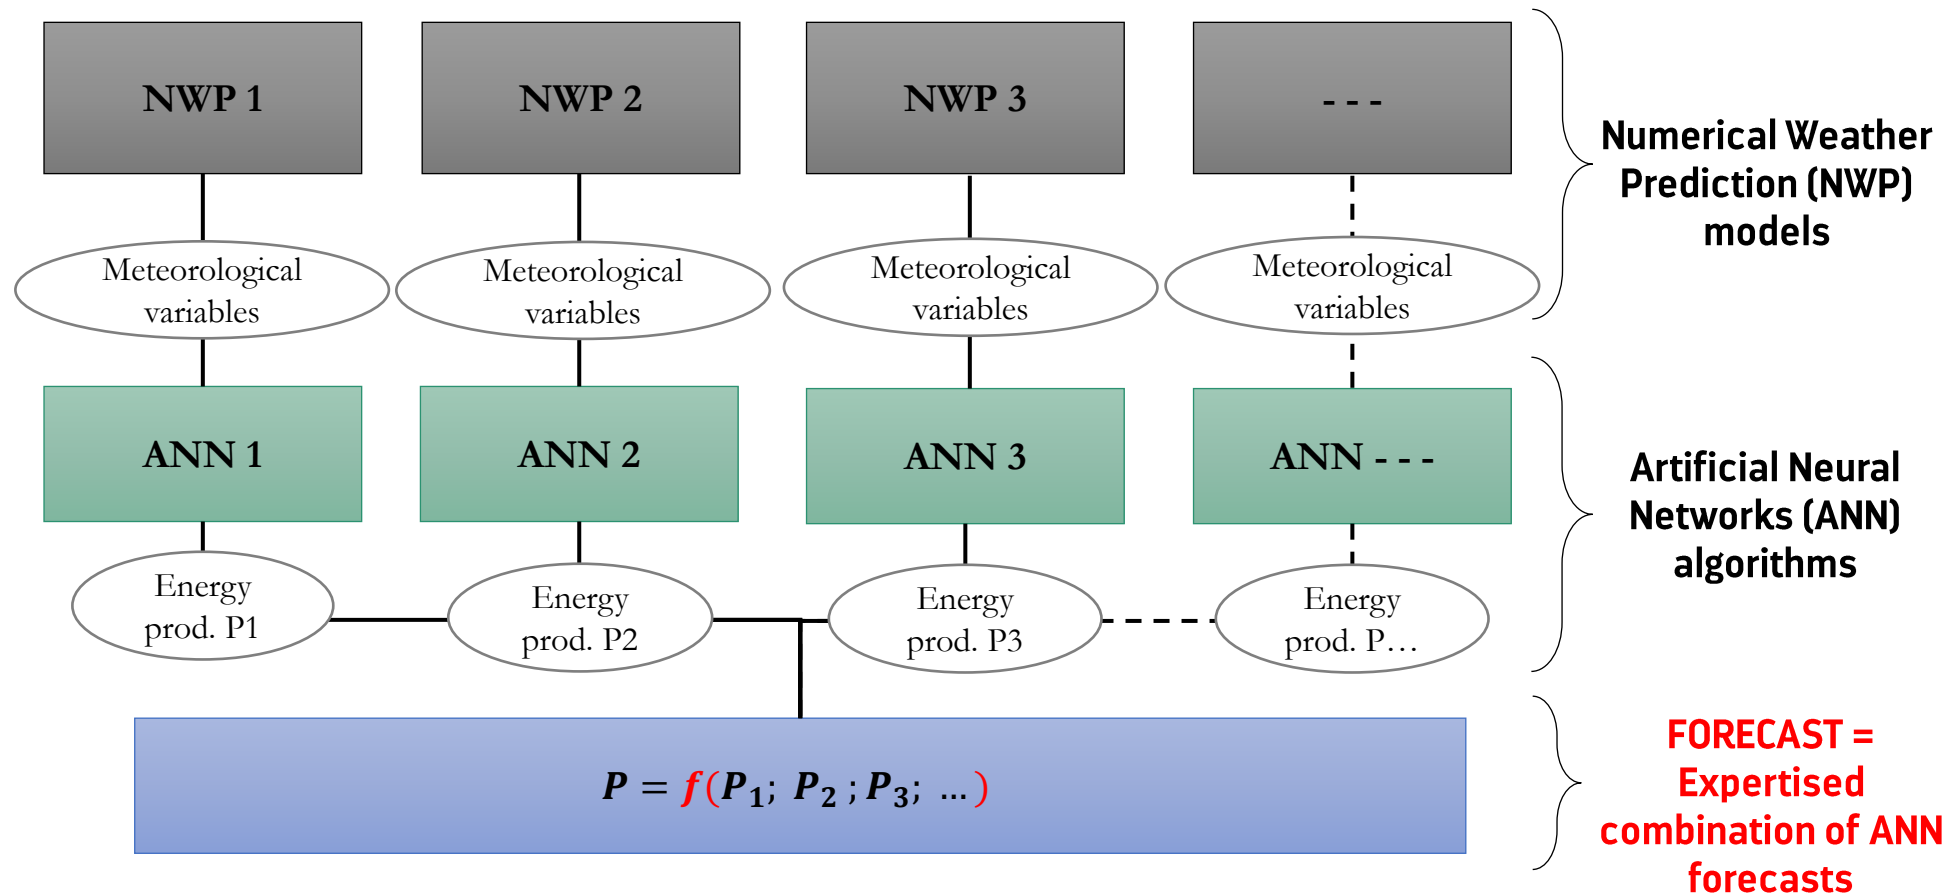 NWP 1
NWP 2
NWP 3
- - -
Numerical Weather
Prediction (NWP)
models
Meteorological
variables
Meteorological
variables
Meteorological
variables
Meteorological
variables
ANN 1
ANN 2
ANN 3
ANN - - -
Artificial Neural
Networks (ANN)
algorithms
Energy
prod. P1
Energy
prod. P2
Energy
prod. P3
Energy
prod. P…
P = f(P₁; P₂ ; P₃; …)
FORECAST =
Expertised
combination of ANN
forecasts